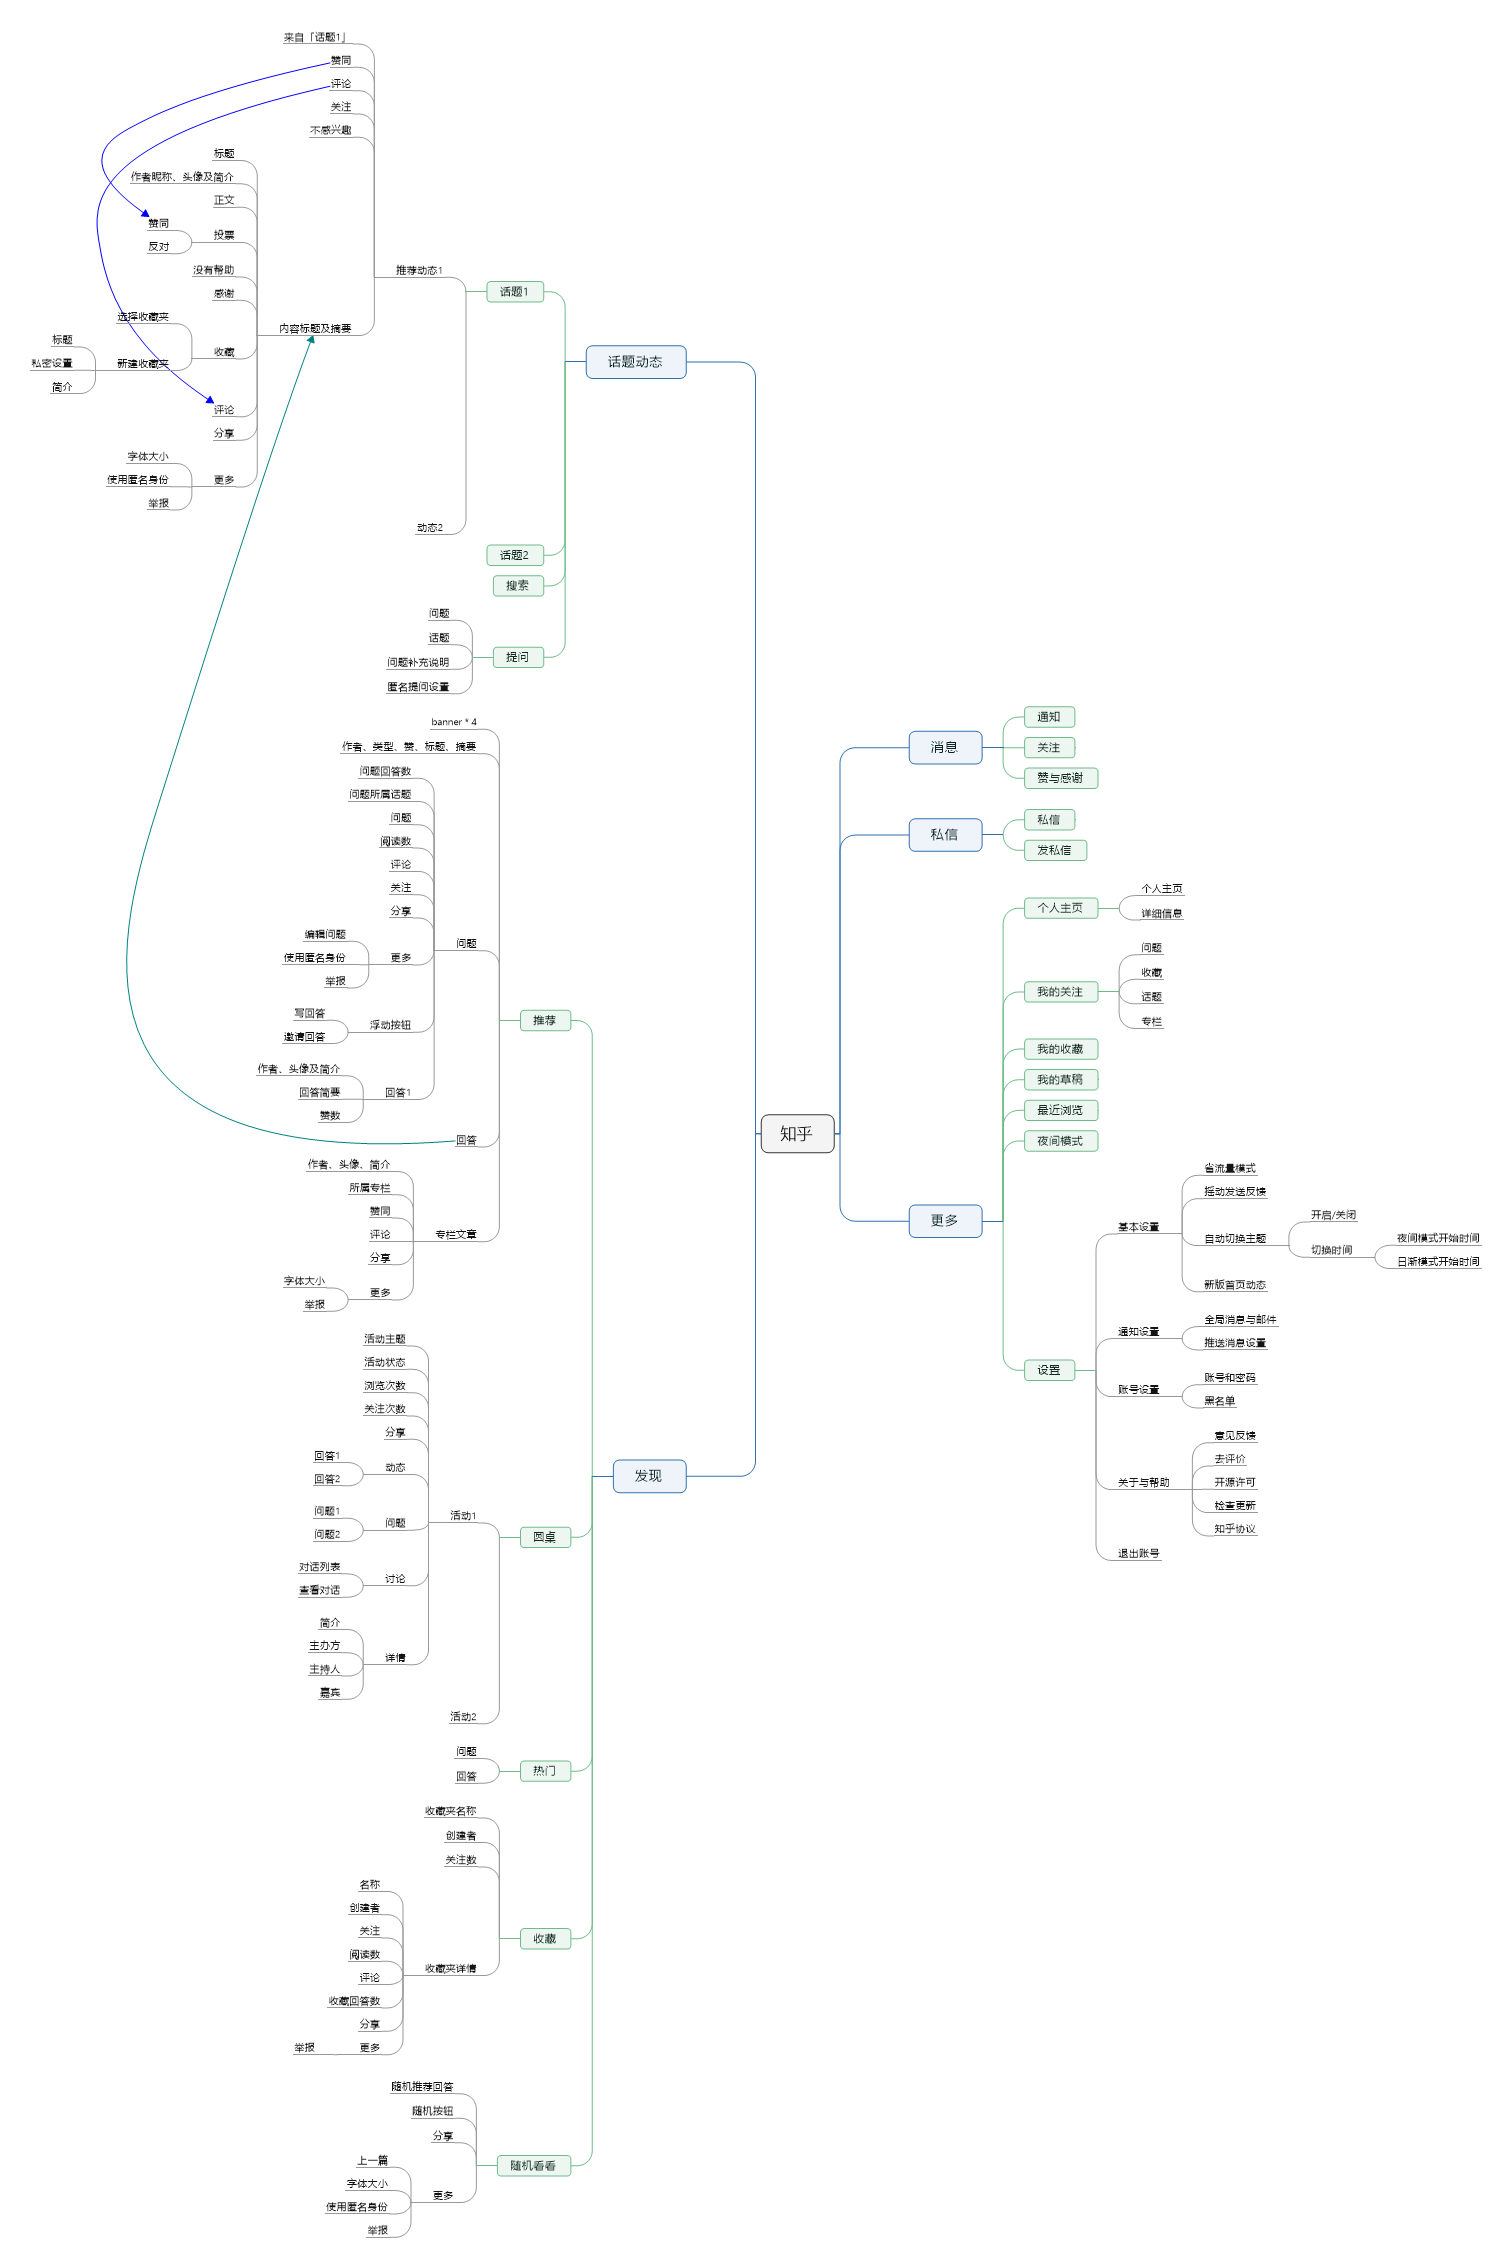 来自「话题1」
赞同
评论
关注
不感兴趣
标题
作者昵称、头像及简介
正文
赞同
反对
投票
没有帮助
感谢
选择收藏夹
标题
私密设置
简介
新建收藏夹
收藏
评论
分享
字体大小
使用匿名身份
举报
更多
内容标题及摘要
推荐动态1
动态2
话题1
话题2
搜索
问题
话题
问题补充说明
匿名提问设置
提问
话题动态
banner * 4
作者、类型、赞、标题、摘要
问题回答数
问题所属话题
问题
阅读数
评论
关注
分享
编辑问题
使用匿名身份
举报
更多
写回答
邀请回答
浮动按钮
作者、头像及简介
回答简要
赞数
回答1
问题
回答
作者、头像、简介
所属专栏
赞同
评论
分享
字体大小
举报
更多
专栏文章
推荐
活动主题
活动状态
浏览次数
关注次数
分享
回答1
回答2
动态
问题1
问题2
问题
对话列表
查看对话
讨论
简介
主办方
主持人
嘉宾
详情
活动1
活动2
圆桌
问题
回答
热门
收藏夹名称
创建者
关注数
名称
创建者
关注
阅读数
评论
收藏回答数
分享
举报
更多
收藏夹详情
收藏
随机推荐回答
随机按钮
分享
上一篇
字体大小
使用匿名身份
举报
更多
随机看看
发现
知乎
消息
通知
关注
赞与感谢
私信
私信
发私信
更多
个人主页
个人主页
详细信息
我的关注
问题
收藏
话题
专栏
我的收藏
我的草稿
最近浏览
夜间模式
设置
基本设置
省流量模式
摇动发送反馈
自动切换主题
开启/关闭
切换时间
夜间模式开始时间
日渐模式开始时间
新版首页动态
通知设置
全局消息与邮件
推送消息设置
账号设置
账号和密码
黑名单
关于与帮助
意见反馈
去评价
开源许可
检查更新
知乎协议
退出账号